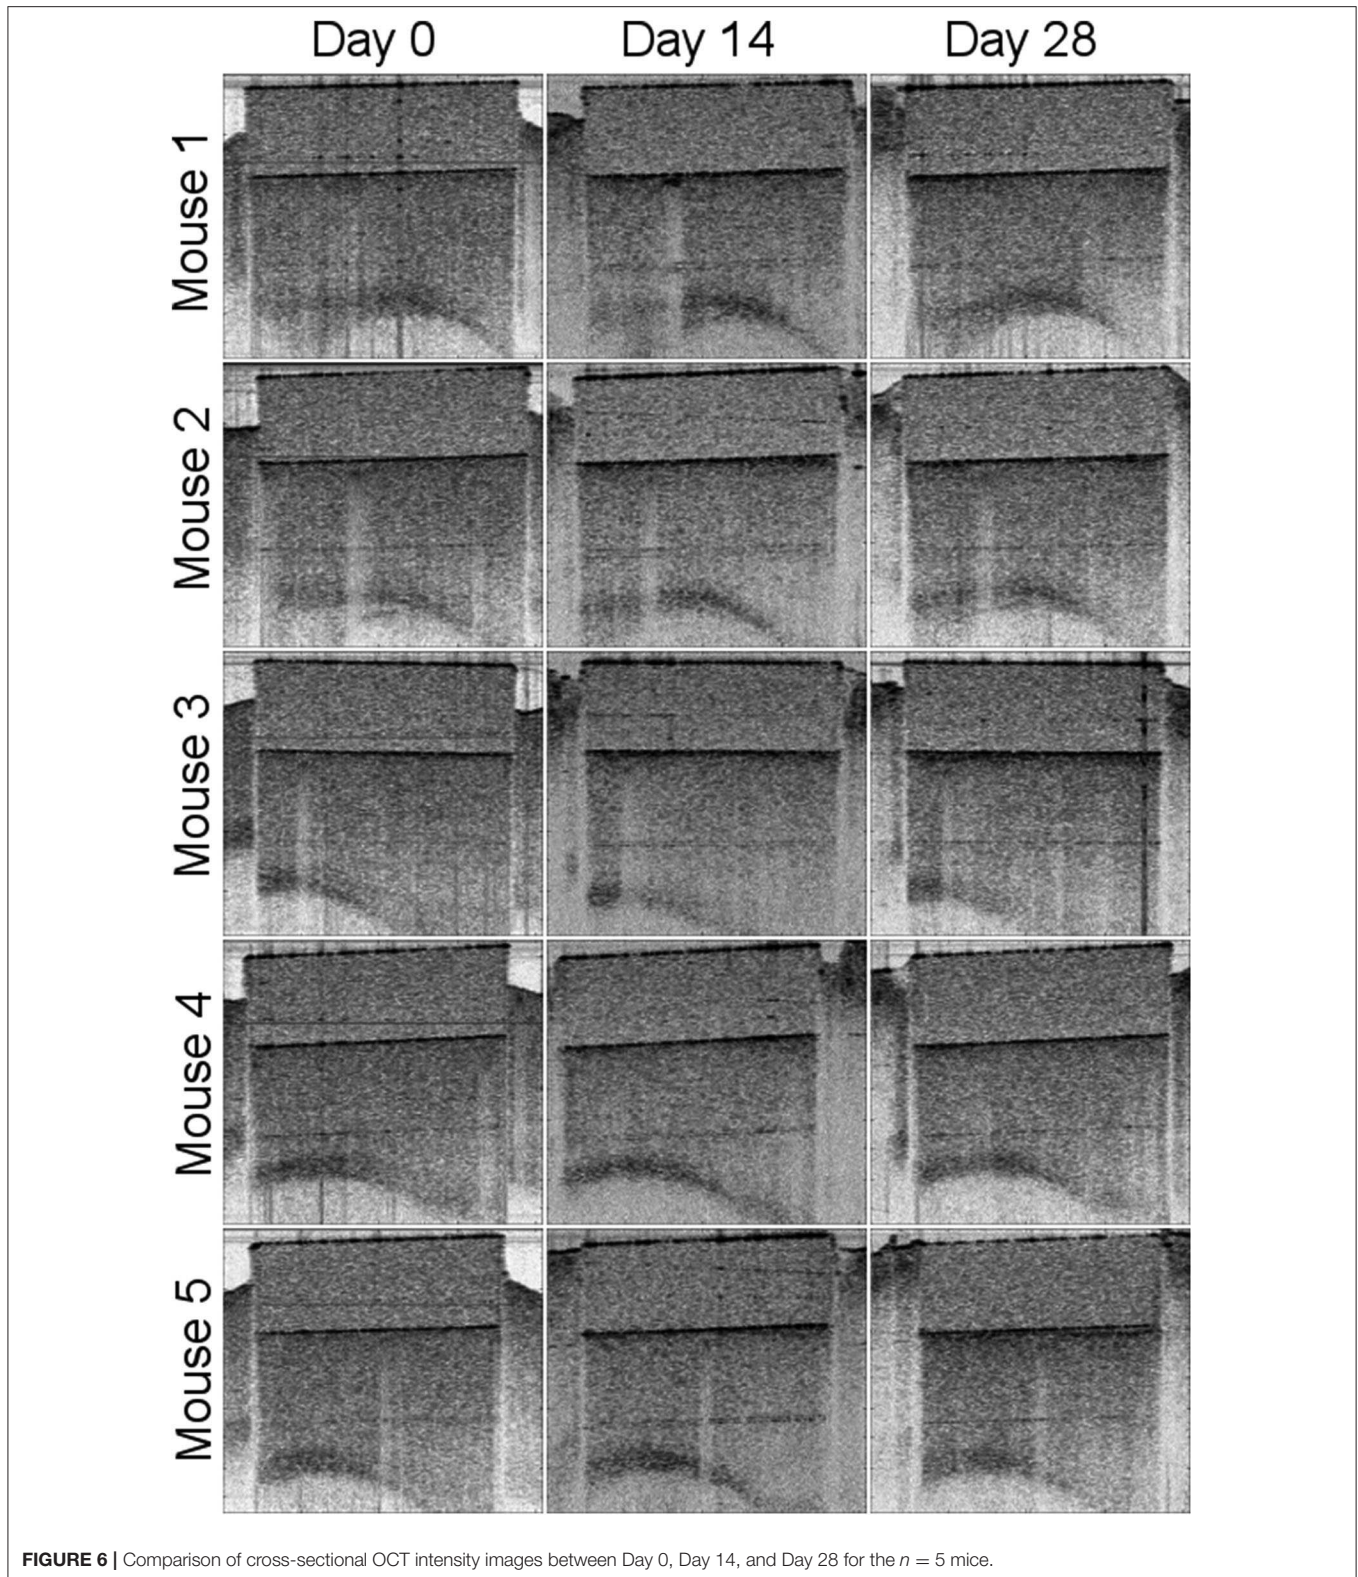 Day 0 Day 14 Day 28
Mouse 1
Mouse 2
Mouse 3
Mouse 4
Mouse 5
FIGURE 6 | Comparison of cross-sectional OCT intensity images between Day 0, Day 14, and Day 28 for the n = 5 mice.